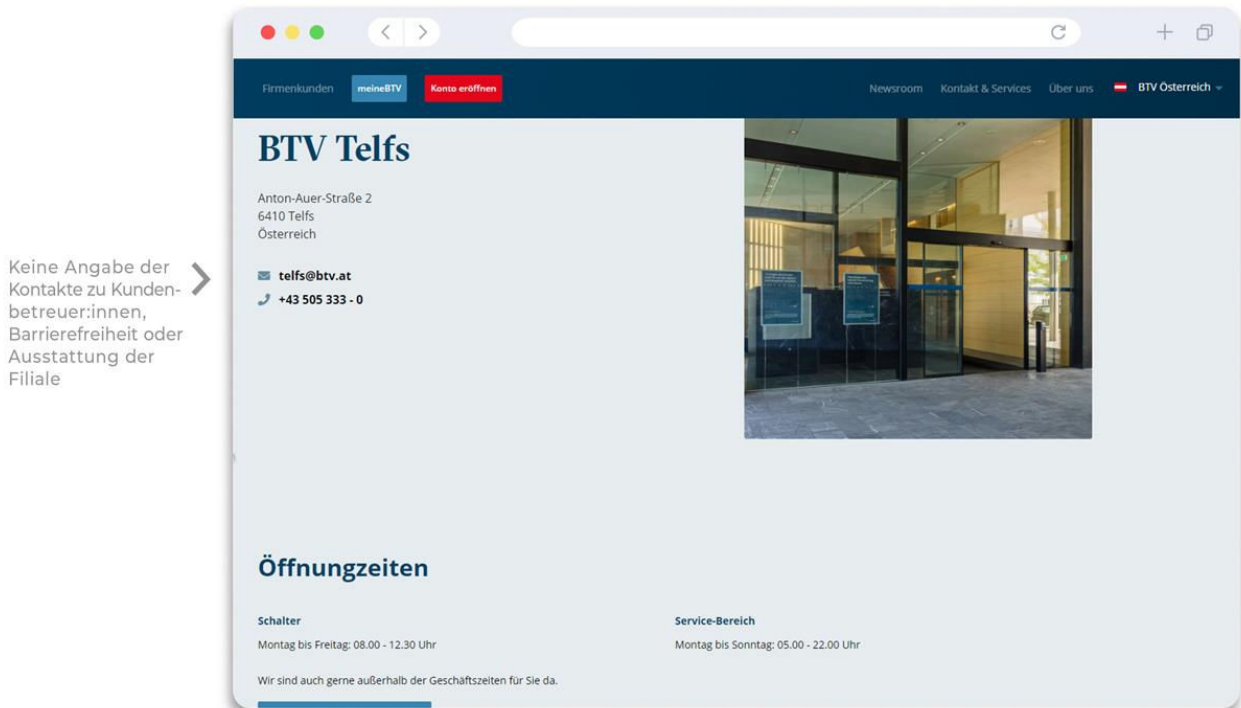 Firmenkunden meineBTV Konto eröffnen Newsroom Kontakt & Services Über uns BTV Österreich
BTV Telfs
Anton-Auer-Straße 2
6410 Telfs
Österreich
telfs@btv.at
+43 505 333 - 0
Keine Angabe der
Kontakte zu Kunden-
betreuer:innen,
Barrierefreiheit oder
Ausstattung der
Filiale
Öffnungzeiten
Schalter
Montag bis Freitag: 08.00 - 12.30 Uhr
Service-Bereich
Montag bis Sonntag: 05.00 - 22.00 Uhr
Wir sind auch gerne außerhalb der Geschäftszeiten für Sie da.